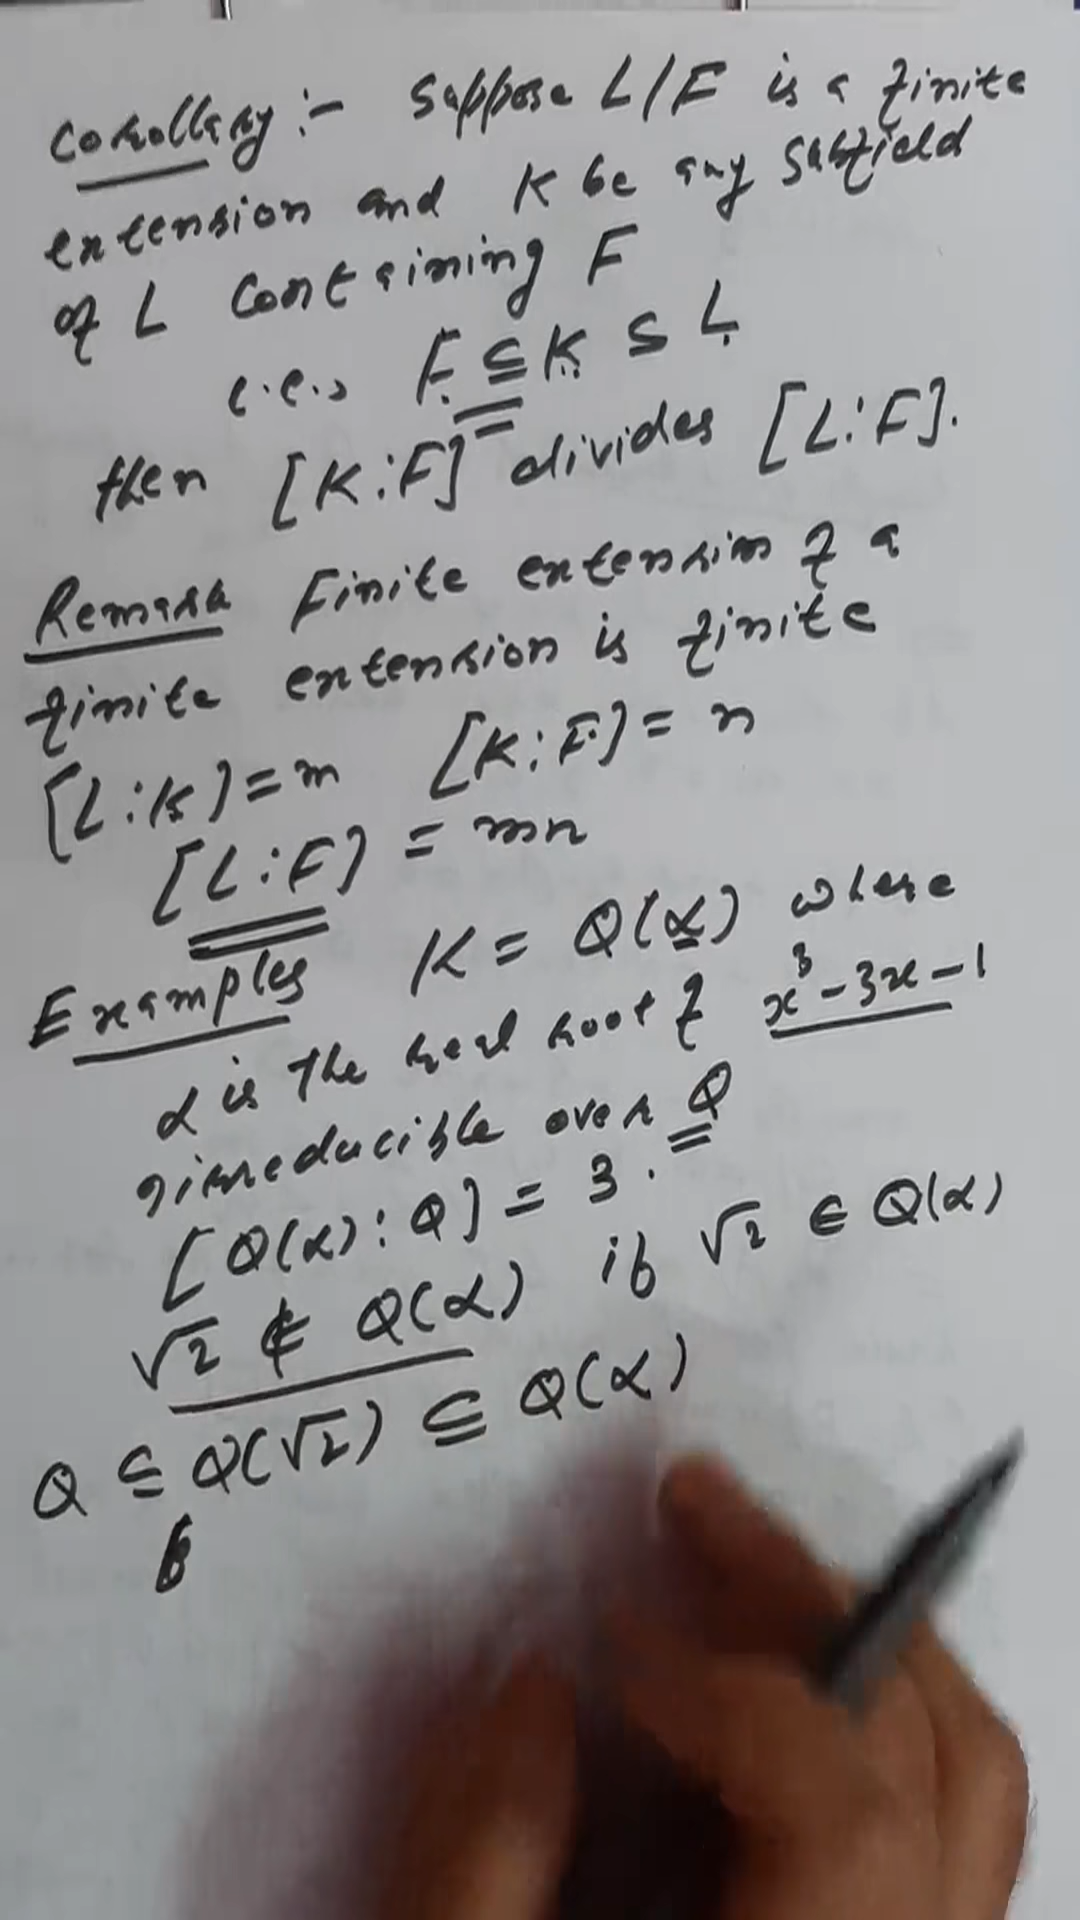 Corollary :- Suppose L/F is a finite
extension and K be any subfield
of L containing F
i.e., F ⊆ K ⊆ L
then [K:F] divides [L:F].
Remark Finite extension of a
finite extension is finite
[L:K]=m [K:F]=n
[L:F] = mn
Examples K = Q(α) where
α is the real root of x³-3x-1
irreducible over Q
[Q(α):Q] = 3.
√2 ∉ Q(α) if √2 ∈ Q(α)
Q ⊆ Q(√2) ⊆ Q(α)